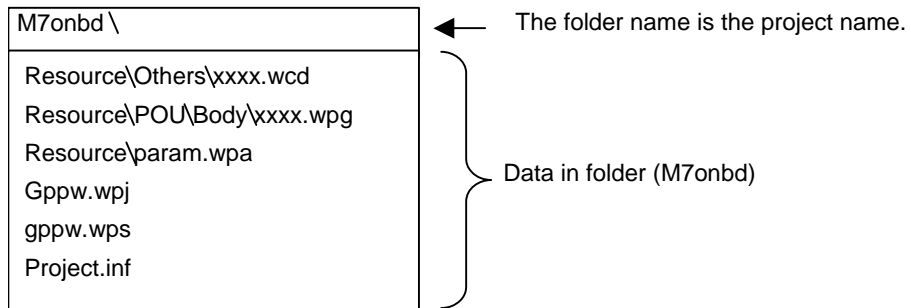 M7onbd \
The folder name is the project name.
Resource\Others\xxxx.wcd
Resource\POU\Body\xxxx.wpg
Resource\param.wpa
Gppw.wpj
gppw.wps
Project.inf
Data in folder (M7onbd)